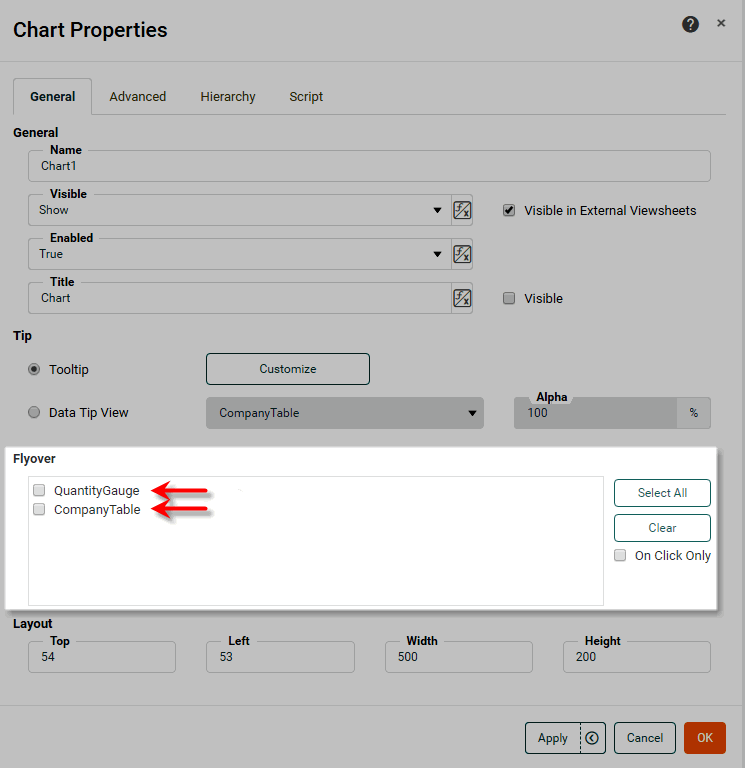 Chart Properties
General Advanced Hierarchy Script
General
Name
Chart1
Visible
Show
Visible in External Viewsheets
Enabled
True
Title
Chart
Visible
Tip
Tooltip
Customize
Data Tip View
CompanyTable
Alpha
100 %
Flyover
QuantityGauge
CompanyTable
Select All
Clear
On Click Only
Layout
Top
54
Left
53
Width
500
Height
200
Apply
Cancel
OK